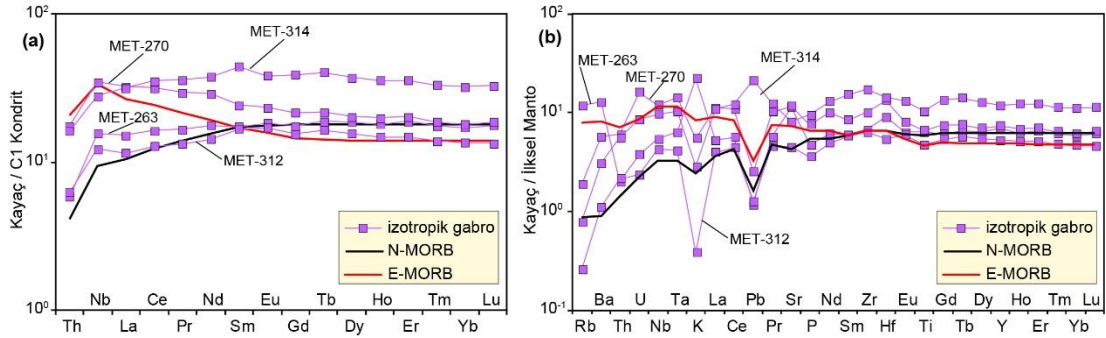 (a)
Kayaç / C1 Kondrit
10²
10¹
10⁰
MET-270
MET-314
MET-263
MET-312
izotropik gabro
N-MORB
E-MORB
Nb Ce Nd Eu Tb Ho Tm Lu
Th La Pr Sm Gd Dy Er Yb
(b)
Kayaç / İlksel Manto
10²
10¹
10⁰
10⁻¹
MET-263
MET-270
MET-314
MET-312
izotropik gabro
N-MORB
E-MORB
Ba U Ta La Pb Sr Nd Zr Eu Gd Dy Ho Tm Lu
Rb Th Nb K Ce Pr P Sm Hf Ti Tb Y Er Yb